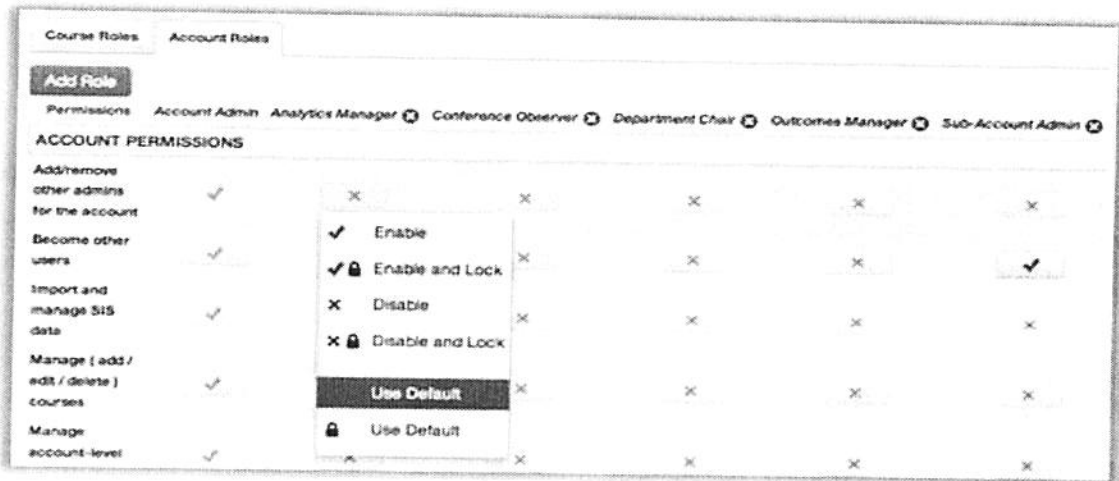 Course Roles Account Roles
Add Role
Permissions Account Admin Analytics Manager Conference Observer Department Chair Outcomes Manager Sub-Account Admin
ACCOUNT PERMISSIONS
Add/remove
other admins
for the account
Become other
users
Import and
manage SIS
data
Manage ( add /
edit / delete )
courses
Manage
account-level
Enable
Enable and Lock
Disable
Disable and Lock
Use Default
Use Default